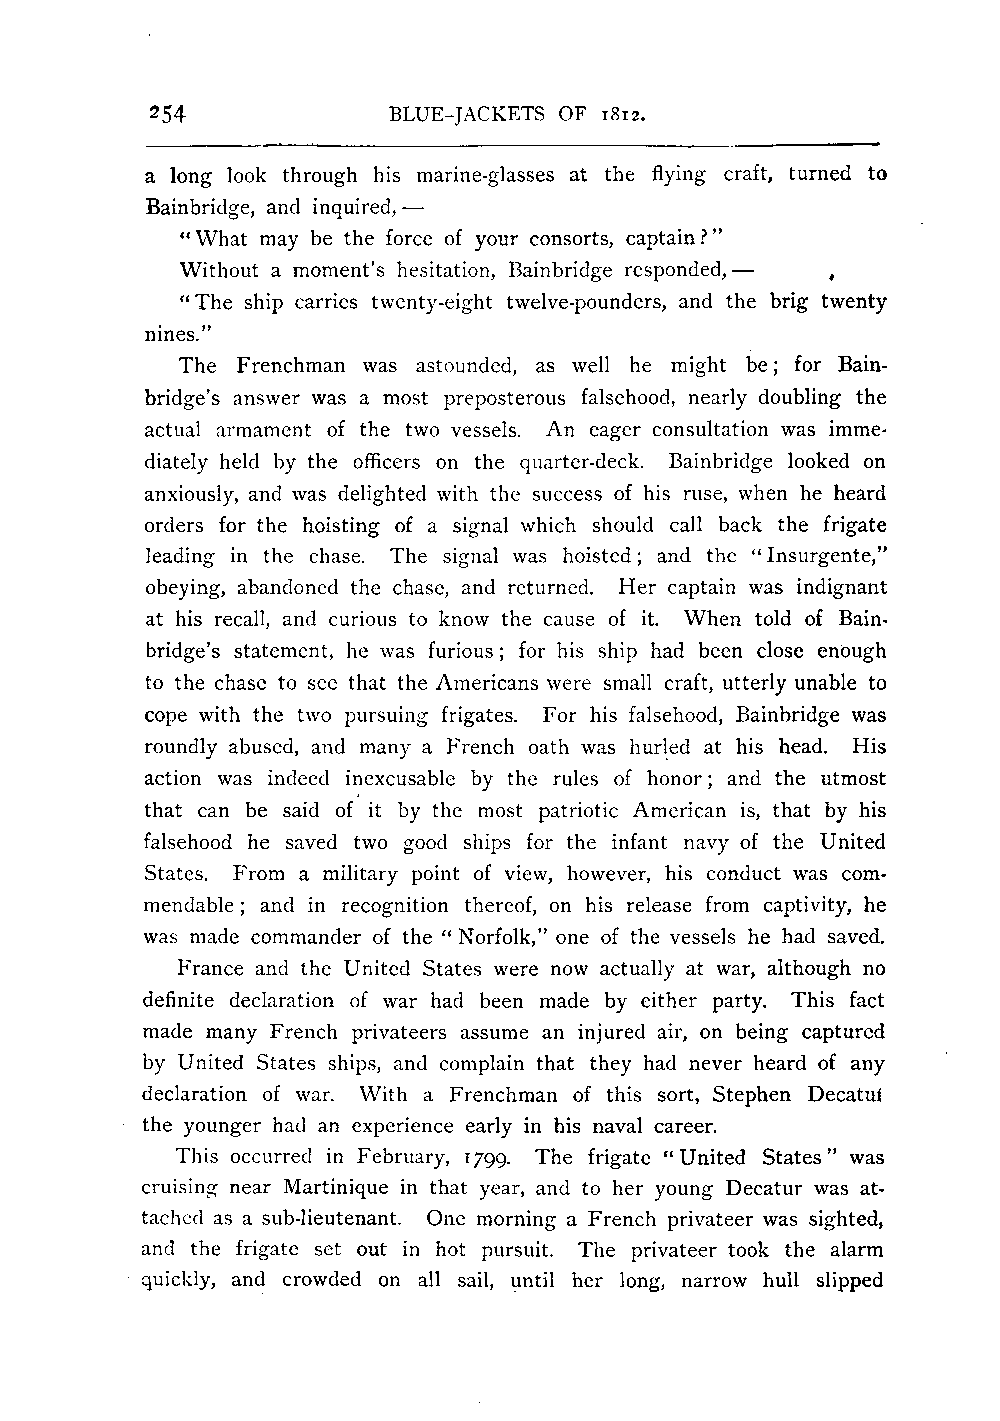 254 BLUE-JACKETS OF 1812.
a long look through his marine-glasses at the flying craft, turned to
Bainbridge, and inquired, —
"What may be the force of your consorts, captain?"
Without a moment's hesitation, Bainbridge responded, —
"The ship carries twenty-eight twelve-pounders, and the brig twenty
nines."
The Frenchman was astounded, as well he might be; for Bain-
bridge's answer was a most preposterous falsehood, nearly doubling the
actual armament of the two vessels. An eager consultation was imme-
diately held by the officers on the quarter-deck. Bainbridge looked on
anxiously, and was delighted with the success of his ruse, when he heard
orders for the hoisting of a signal which should call back the frigate
leading in the chase. The signal was hoisted; and the "Insurgente,"
obeying, abandoned the chase, and returned. Her captain was indignant
at his recall, and curious to know the cause of it. When told of Bain-
bridge's statement, he was furious; for his ship had been close enough
to the chase to see that the Americans were small craft, utterly unable to
cope with the two pursuing frigates. For his falsehood, Bainbridge was
roundly abused, and many a French oath was hurled at his head. His
action was indeed inexcusable by the rules of honor; and the utmost
that can be said of it by the most patriotic American is, that by his
falsehood he saved two good ships for the infant navy of the United
States. From a military point of view, however, his conduct was com-
mendable; and in recognition thereof, on his release from captivity, he
was made commander of the "Norfolk," one of the vessels he had saved.
France and the United States were now actually at war, although no
definite declaration of war had been made by either party. This fact
made many French privateers assume an injured air, on being captured
by United States ships, and complain that they had never heard of any
declaration of war. With a Frenchman of this sort, Stephen Decatur
the younger had an experience early in his naval career.
This occurred in February, 1799. The frigate "United States" was
cruising near Martinique in that year, and to her young Decatur was at-
tached as a sub-lieutenant. One morning a French privateer was sighted,
and the frigate set out in hot pursuit. The privateer took the alarm
quickly, and crowded on all sail, until her long, narrow hull slipped